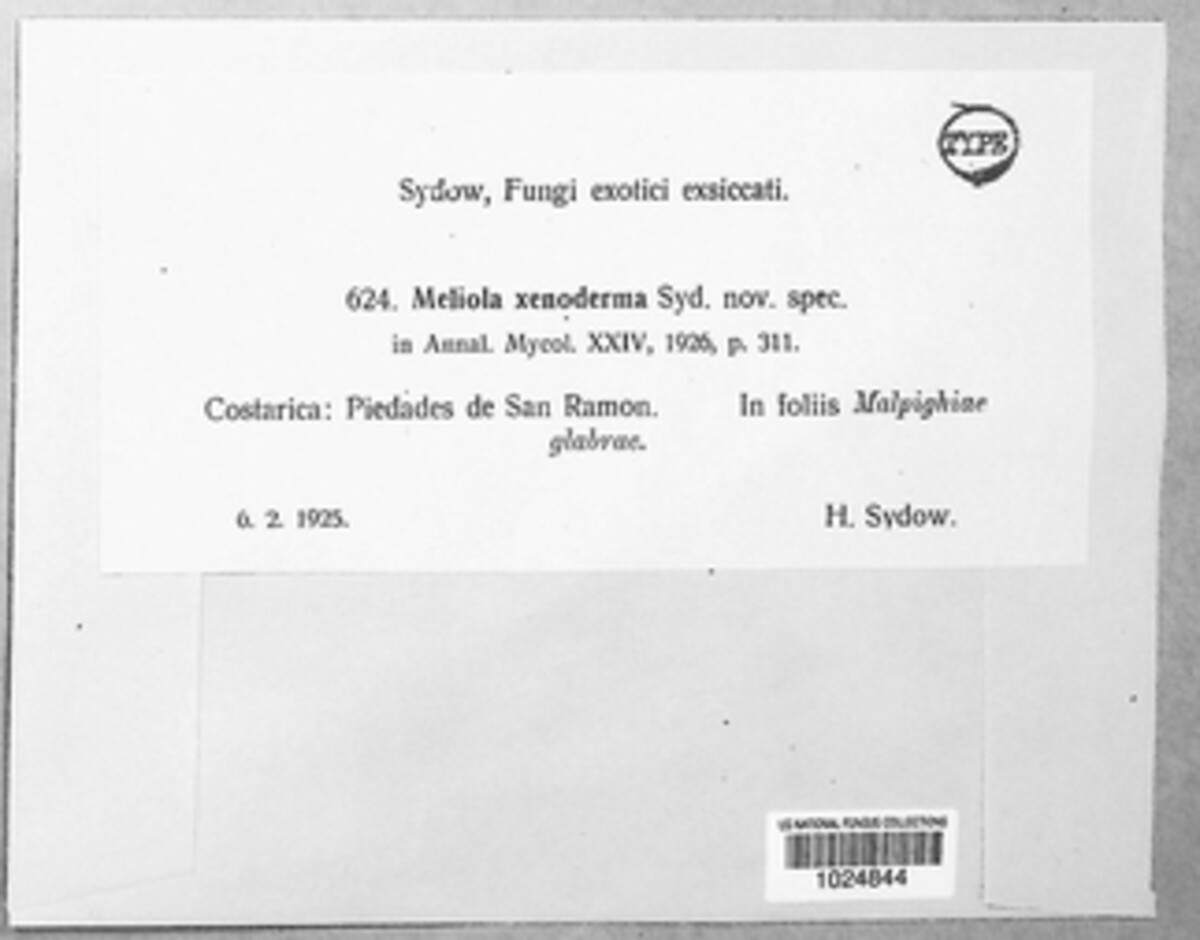 TYPE
Sydow, Fungi exotici exsiccati.
624. Meliola xenoderma Syd. nov. spec.
in Annal. Mycol. XXIV, 1926, p. 311.
Costarica: Piedades de San Ramon. In foliis Malpighiae
glabrae.
6. 2. 1925. H. Sydow.
US NATIONAL FUNGUS COLLECTIONS
1024844